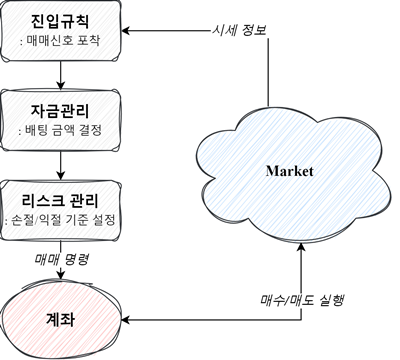 진입규칙
: 매매신호 포착
시세 정보
자금관리
: 배팅 금액 결정
Market
리스크 관리
: 손절/익절 기준 설정
매매 명령
매수/매도 실행
계좌